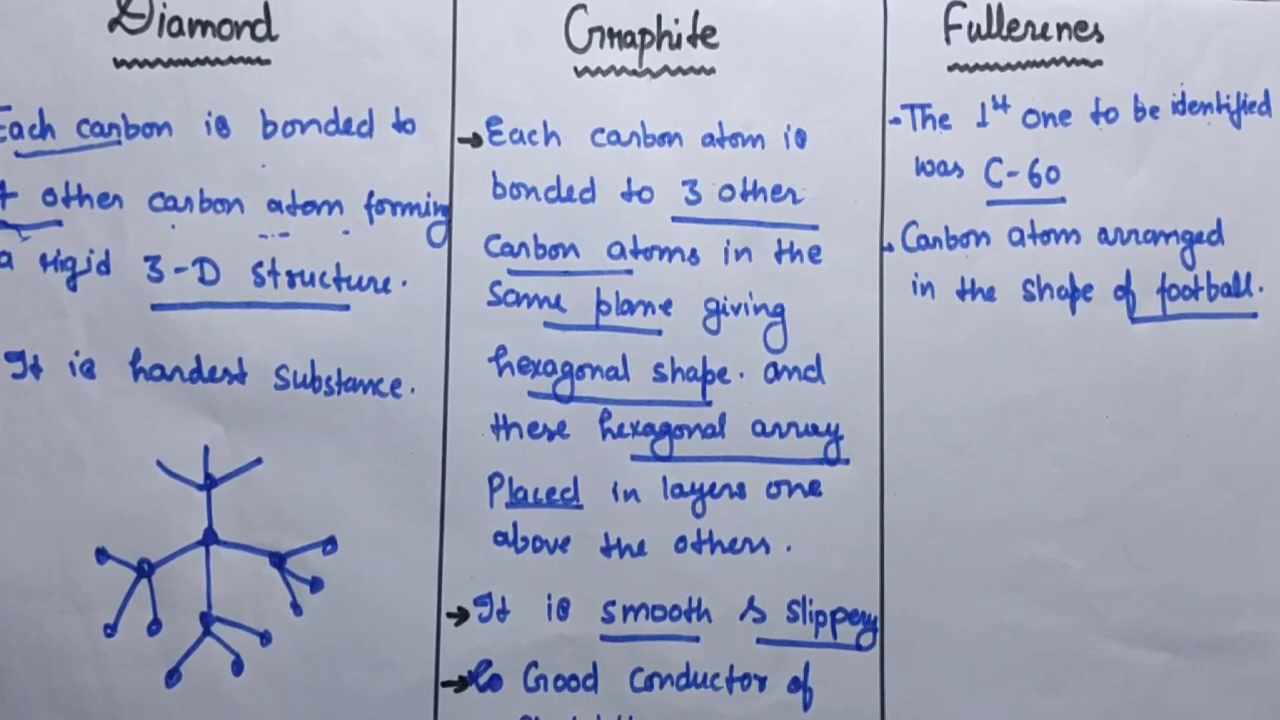 Diamond
Each carbon is bonded to
other carbon atom forming
a rigid 3-D structure.
It is hardest substance.
Graphite
→ Each carbon atom is
bonded to 3 other
carbon atoms in the
same plane giving
hexagonal shape. and
these hexagonal array
Placed in layers one
above the others.
→ It is smooth & slippery
→ Good conductor of
Fullerenes
- The 1st one to be identified
was C-60
. Carbon atom arranged
in the shape of football.